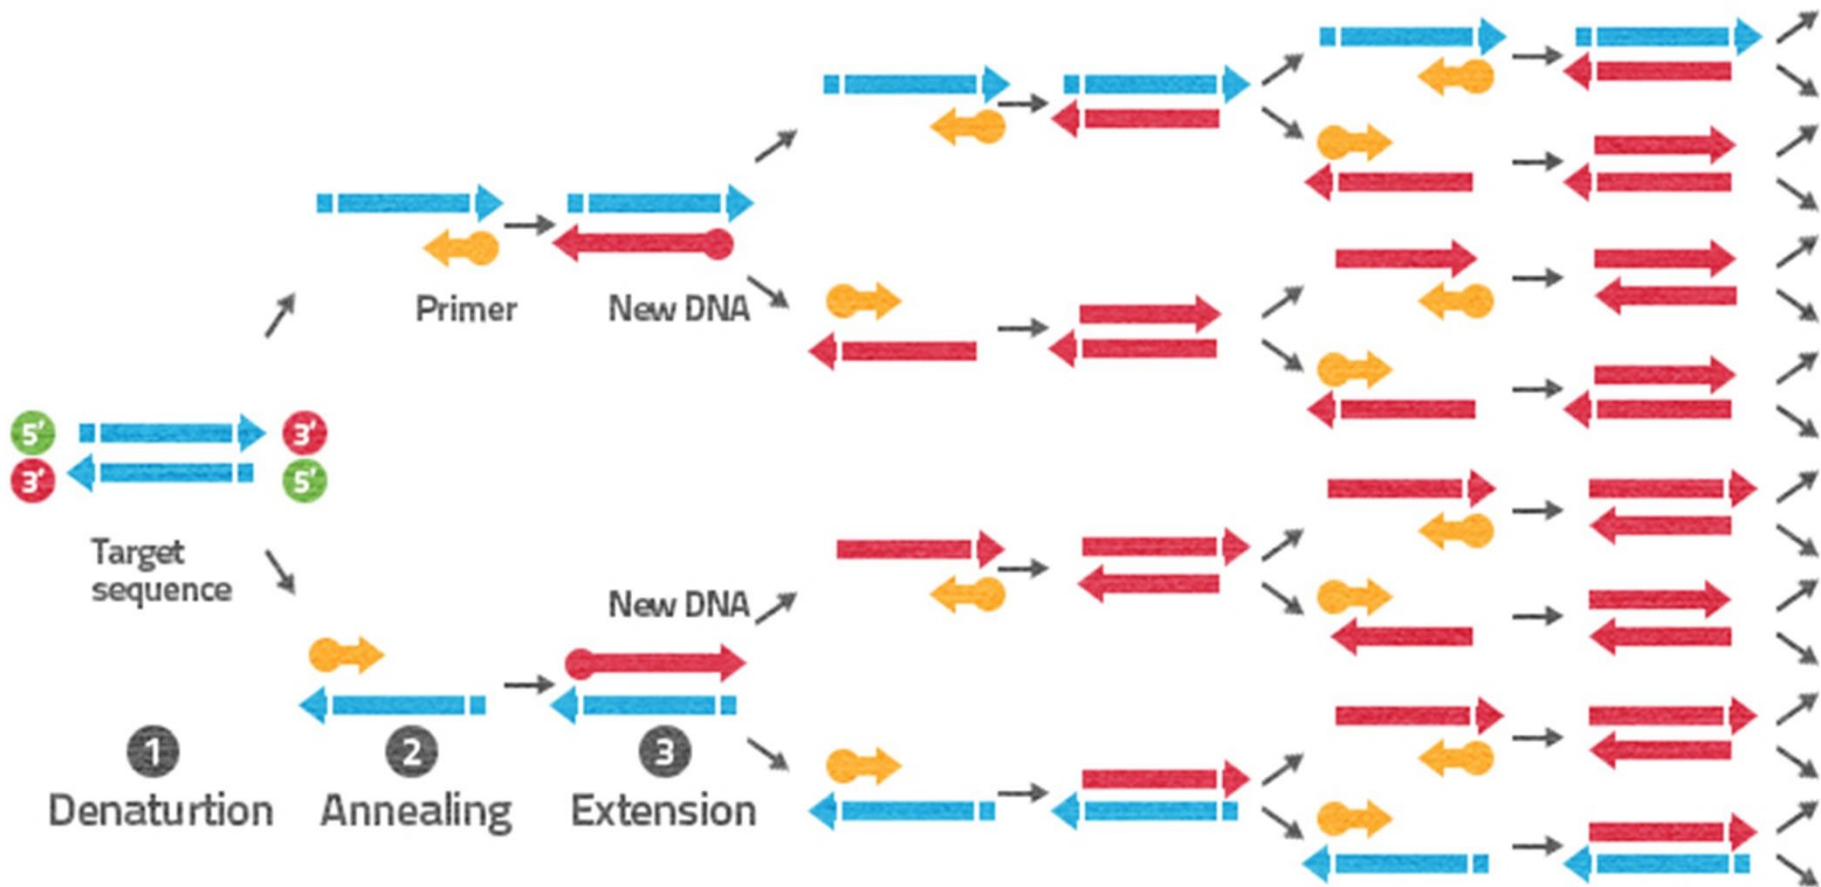 Primer
New DNA
5’
3’
3’
5’
Target
sequence
New DNA
1
2
3
Denaturtion
Annealing
Extension